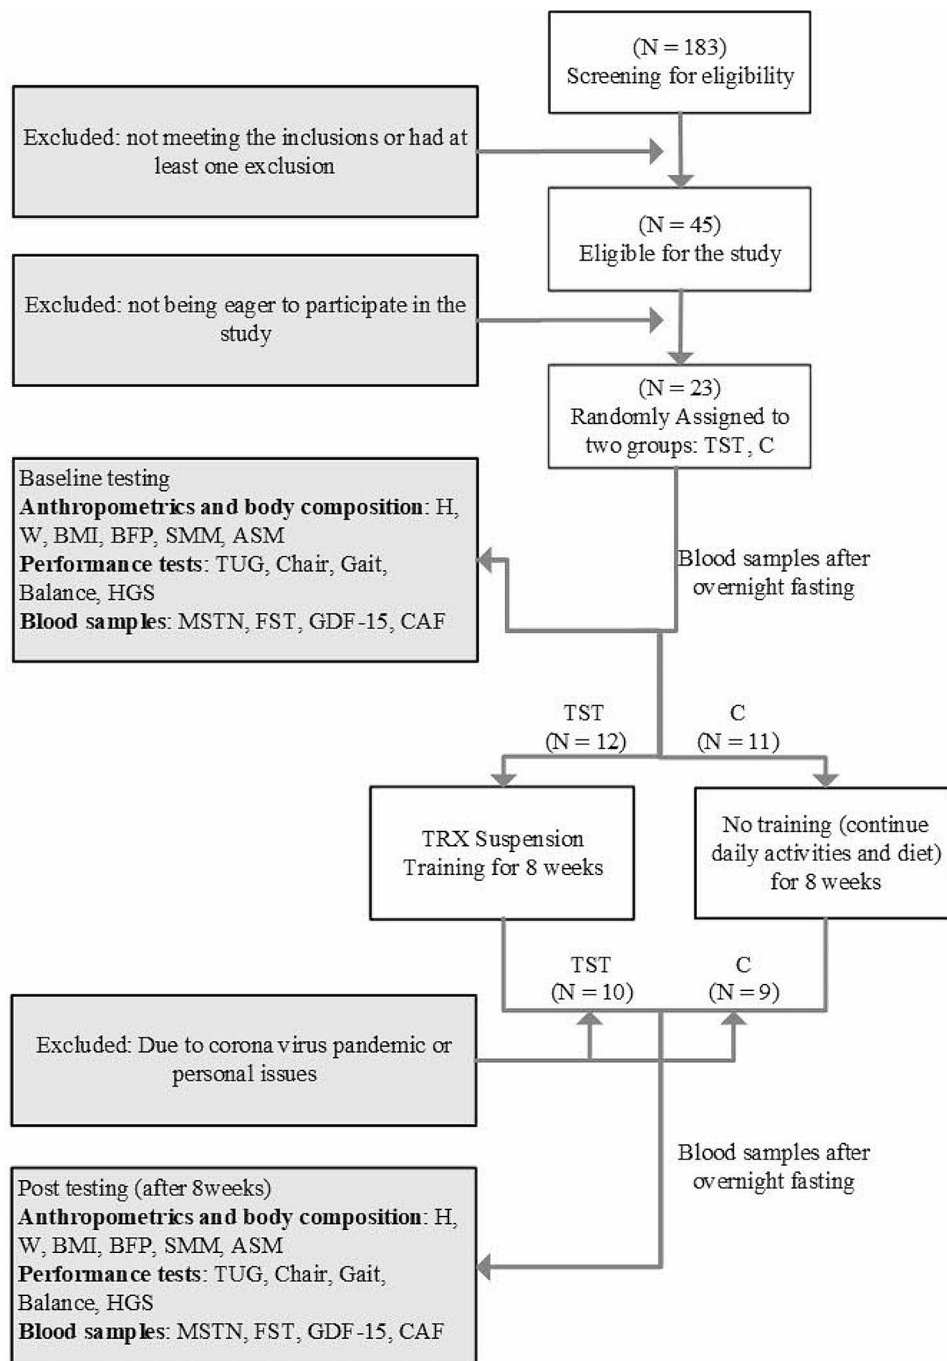 (N = 183)
Screening for eligibility
Excluded: not meeting the inclusions or had at
least one exclusion
(N = 45)
Eligible for the study
Excluded: not being eager to participate in the
study
(N = 23)
Randomly Assigned to
two groups: TST, C
Baseline testing
Anthropometrics and body composition: H,
W, BMI, BFP, SMM, ASM
Performance tests: TUG, Chair, Gait,
Balance, HGS
Blood samples: MSTN, FST, GDF-15, CAF
Blood samples after
overnight fasting
TST
(N = 12)
C
(N = 11)
TRX Suspension
Training for 8 weeks
No training (continue
daily activities and diet)
for 8 weeks
TST
(N = 10)
C
(N = 9)
Excluded: Due to corona virus pandemic or
personal issues
Blood samples after
overnight fasting
Post testing (after 8weeks)
Anthropometrics and body composition: H,
W, BMI, BFP, SMM, ASM
Performance tests: TUG, Chair, Gait,
Balance, HGS
Blood samples: MSTN, FST, GDF-15, CAF